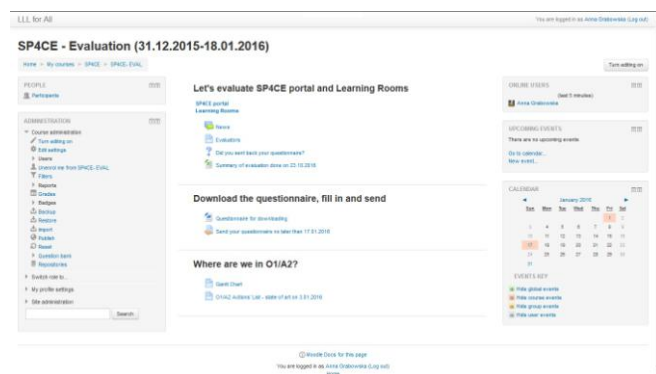 LLL for All
You are logged in as Anna Grabowska (Log out)
SP4CE - Evaluation (31.12.2015-18.01.2016)
Home My courses SP4CE SP4CE-EVAL
Turn editing on
PEOPLE
Participants
ADMINISTRATION
Course administration
Turn editing on
Edit settings
Users
Unenrol me from SP4CE-EVAL
Filters
Reports
Grades
Badges
Backup
Restore
Import
Publish
Reset
Question bank
Repositories
Switch role to...
My profile settings
Site administration
Search
Let's evaluate SP4CE portal and Learning Rooms
SP4CE portal
Learning Rooms
News
Evaluators
Did you sent back your questionnaire?
Summary of evaluation done on
Download the questionnaire, fill in and send
Questionnaire for downloading
Send your questionnaire no later than 17.01.2016
Where are we in O1/A2?
Gantt Chart
O1/A2 Actions' List - state of art on 3.01.2016
ONLINE USERS
(last 5 minutes)
Anna Grabowska
UPCOMING EVENTS
There are no upcoming events
Go to calendar...
New event...
CALENDAR
January 2016
Sun Mon Tue Wed Thu Fri Sat
1 2
3 4 5 6 7 8 9
10 11 12 13 14 15 16
17 18 19 20 21 22 23
24 25 26 27 28 29 30
31
EVENTS KEY
Hide global events
Hide course events
Hide group events
Hide user events
Moodle Docs for this page
You are logged in as Anna Grabowska (Log out)